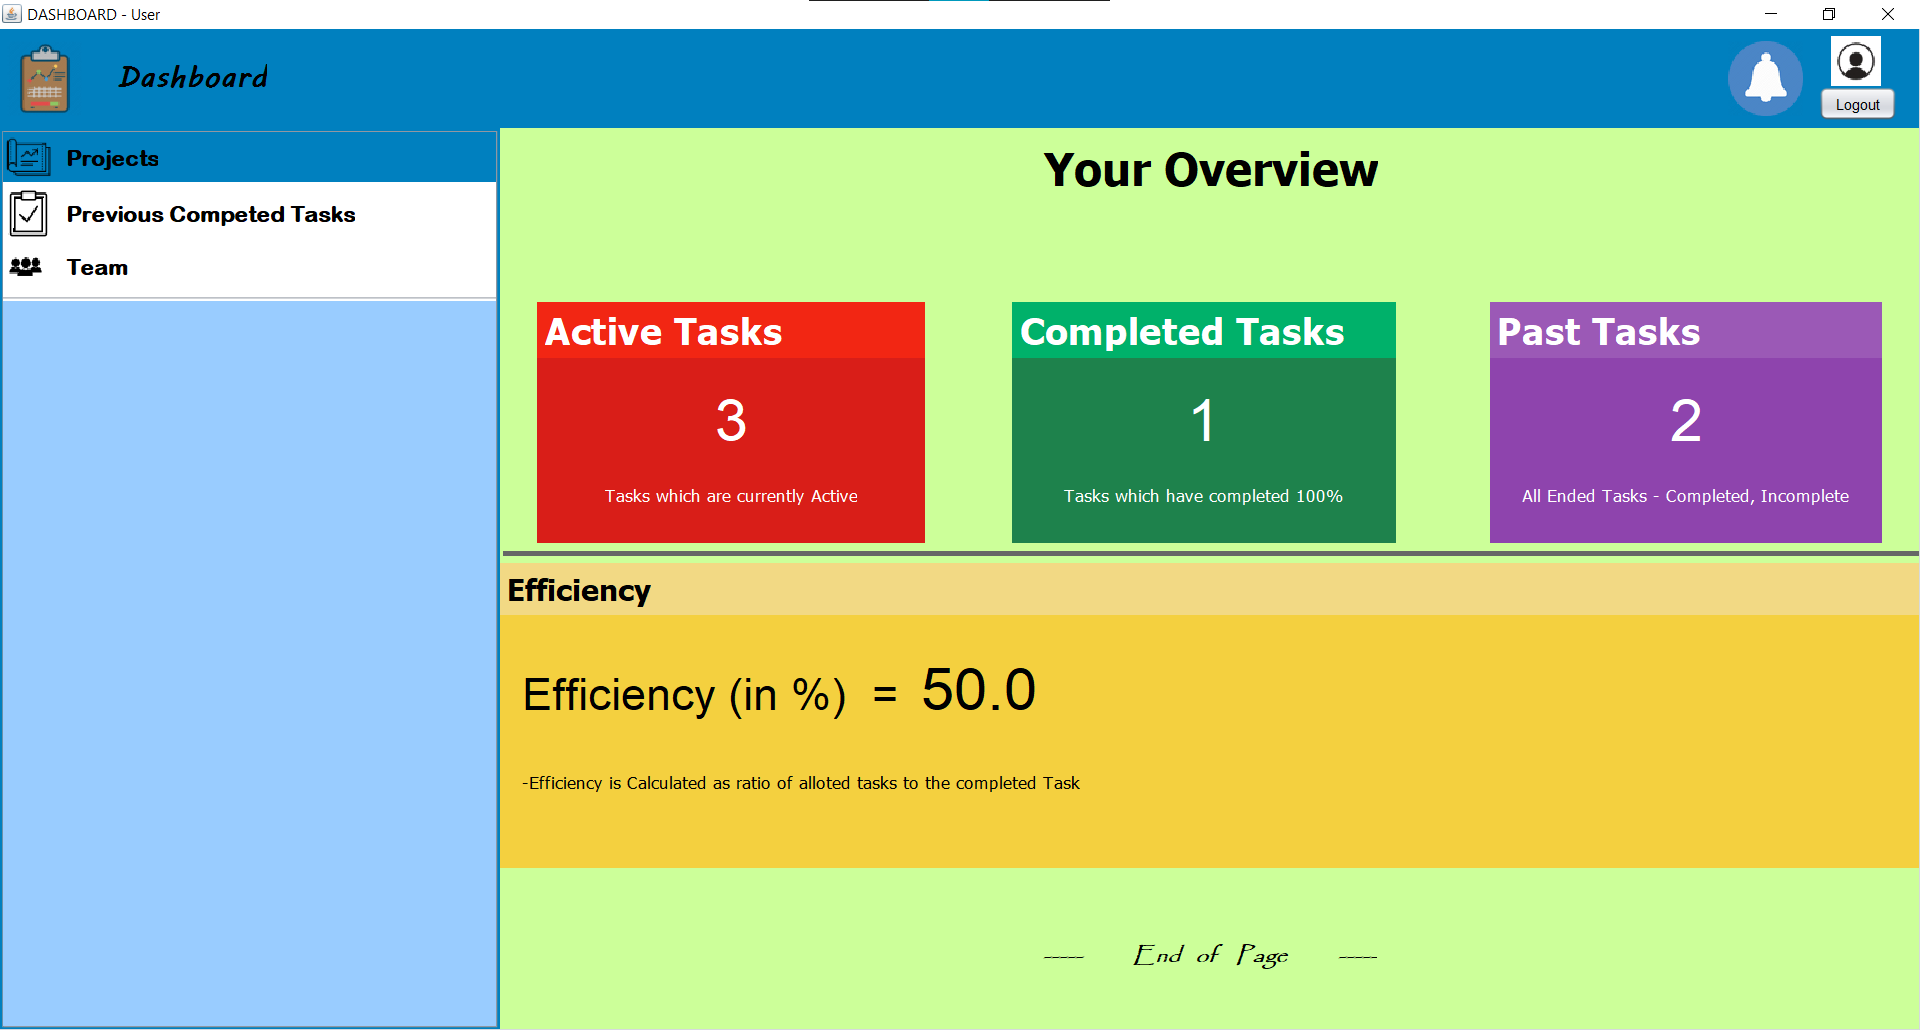 DASHBOARD - User
Dashboard
Logout
Projects
Previous Competed Tasks
Team
Your Overview
Active Tasks
3
Tasks which are currently Active
Completed Tasks
1
Tasks which have completed 100%
Past Tasks
2
All Ended Tasks - Completed, Incomplete
Efficiency
Efficiency (in %) = 50.0
-Efficiency is Calculated as ratio of alloted tasks to the completed Task
----- End of Page -----